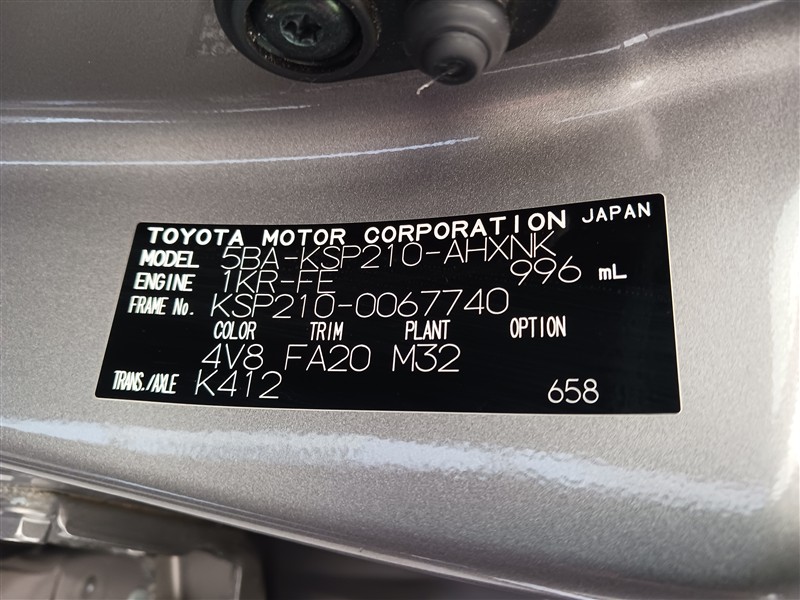 TOYOTA MOTOR CORPORATION JAPAN
MODEL 5BA-KSP210-AHXNK
ENGINE 1KR-FE 996 mL
FRAME No. KSP210-0067740
COLOR TRIM PLANT OPTION
4V8 FA20 M32
TRANS./AXLE K412 658